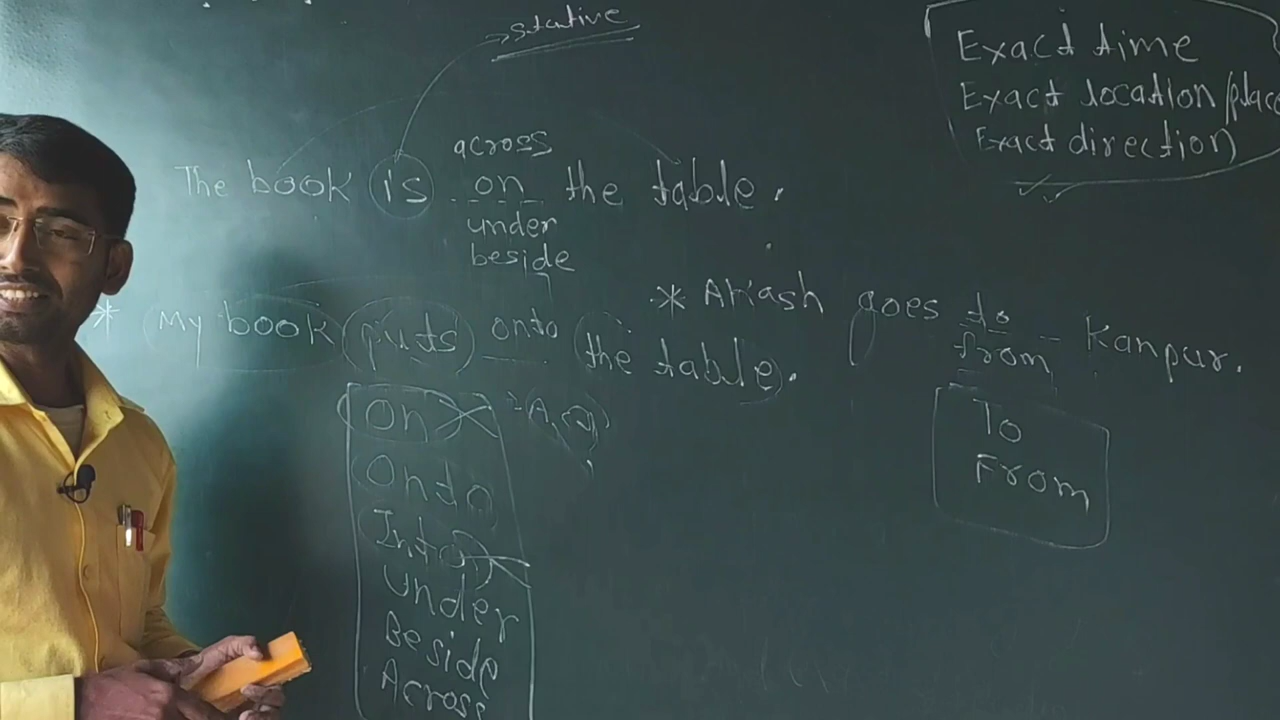 stative
Exact time
Exact location/place
Exact direction
across
The book is on the table.
under
beside
* My book puts onto the table.
* Akash goes to Kanpur.
from
On
Onto
Into
Under
Beside
Across
To
From